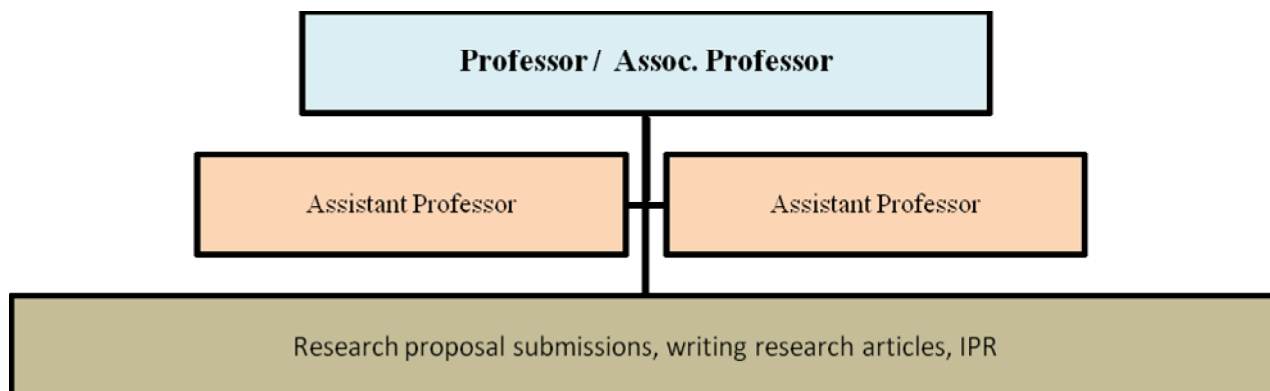 Professor / Assoc. Professor
Assistant Professor
Assistant Professor
Research proposal submissions, writing research articles, IPR